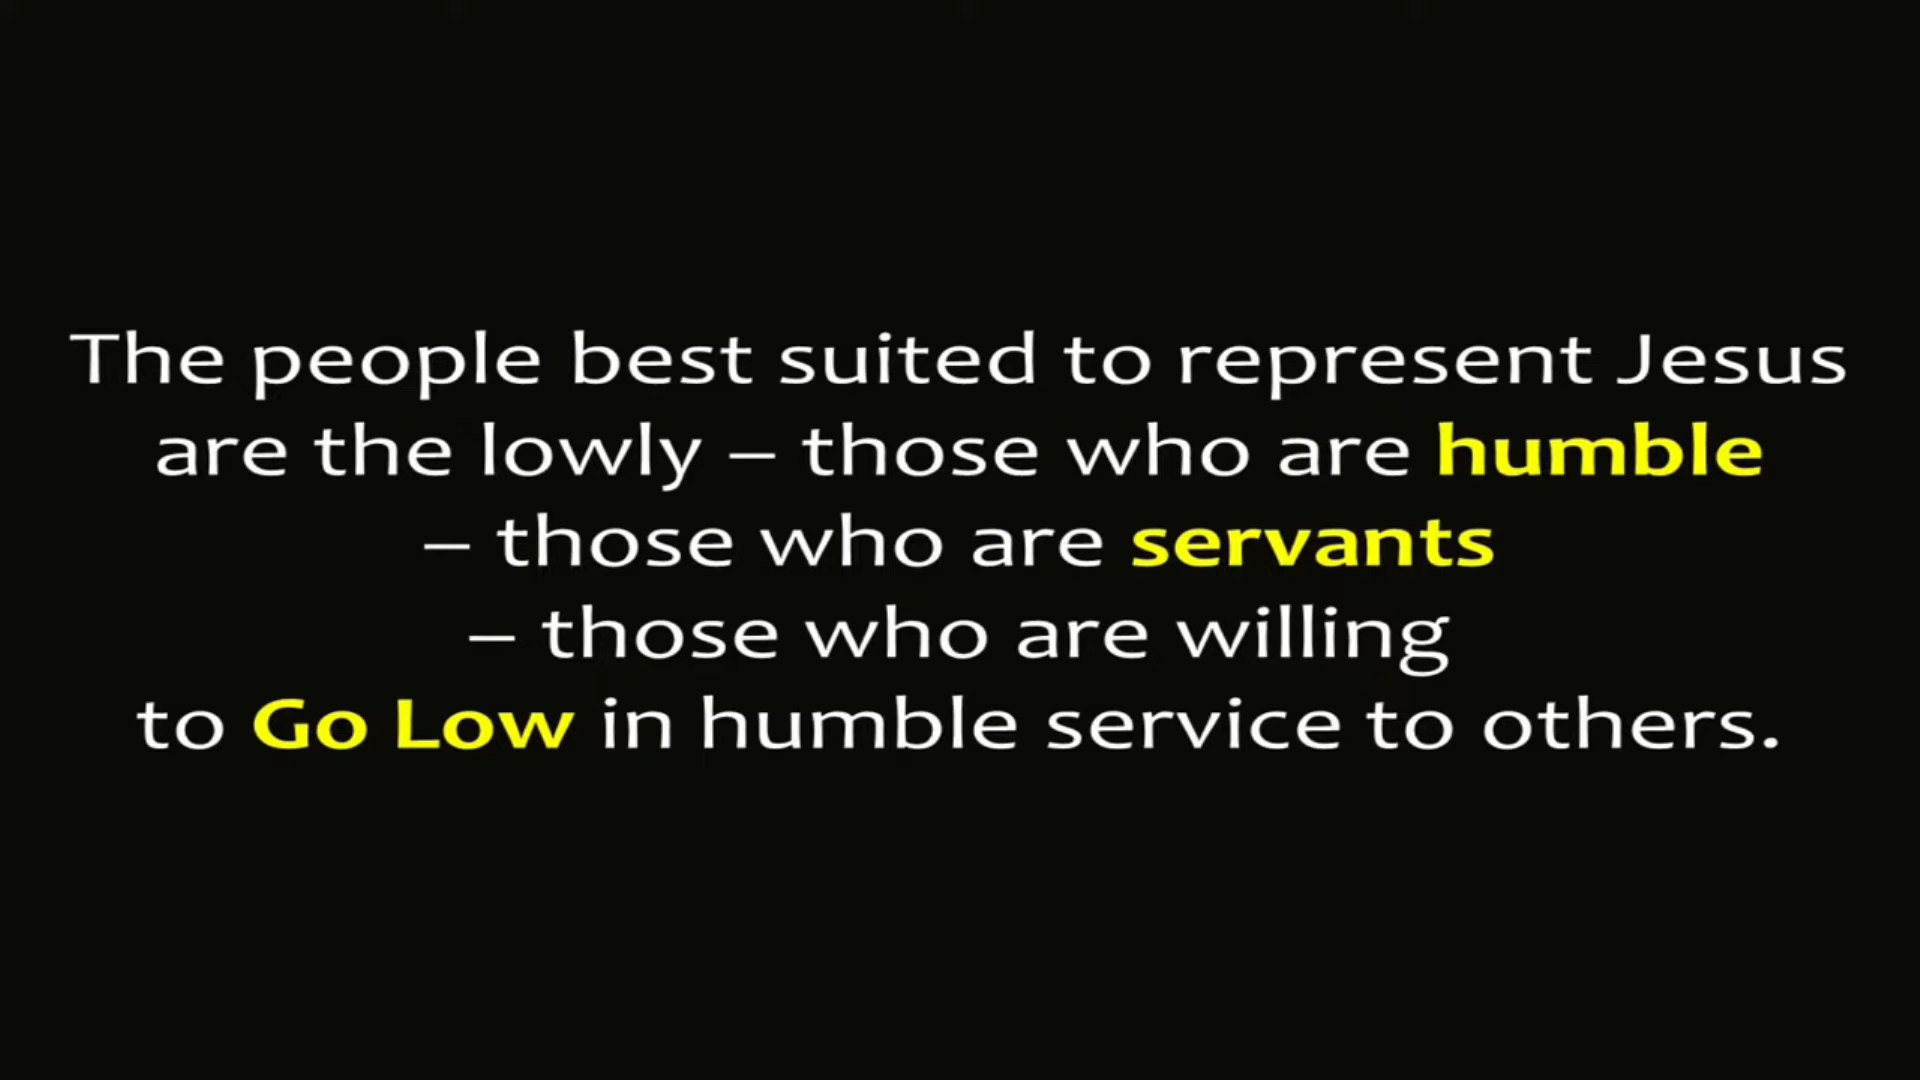 The people best suited to represent Jesus
are the lowly – those who are humble
– those who are servants
– those who are willing
to Go Low in humble service to others.